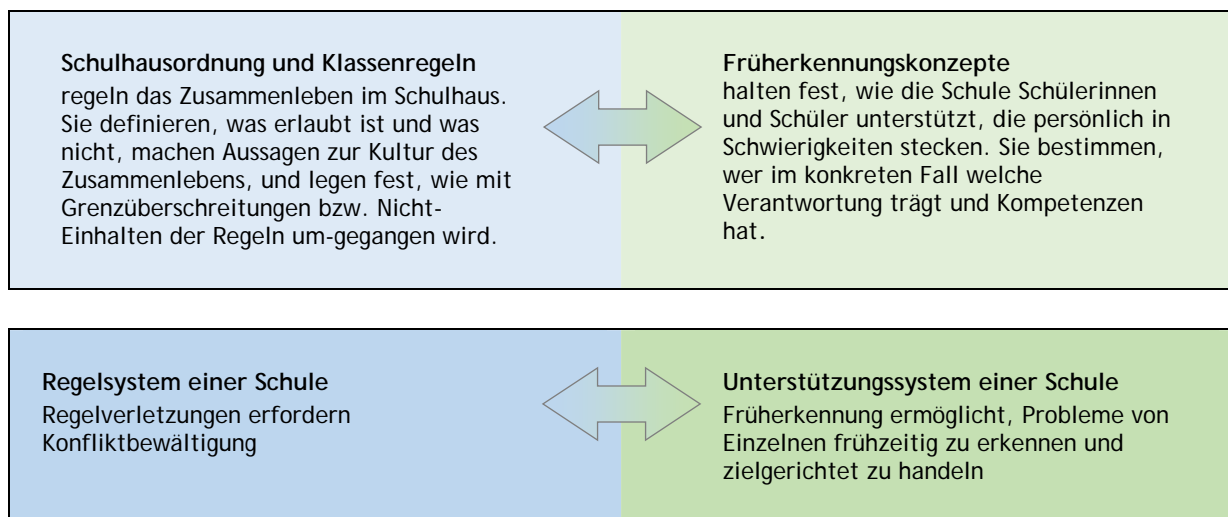 Schulhausordnung und Klassenregeln
regeln das Zusammenleben im Schulhaus.
Sie definieren, was erlaubt ist und was
nicht, machen Aussagen zur Kultur des
Zusammenlebens, und legen fest, wie mit
Grenzüberschreitungen bzw. Nicht-
Einhalten der Regeln um-gegangen wird.
Früherkennungskonzepte
halten fest, wie die Schule Schülerinnen
und Schüler unterstützt, die persönlich in
Schwierigkeiten stecken. Sie bestimmen,
wer im konkreten Fall welche
Verantwortung trägt und Kompetenzen
hat.
Regelsystem einer Schule
Regelverletzungen erfordern
Konfliktbewältigung
Unterstützungssystem einer Schule
Früherkennung ermöglicht, Probleme von
Einzelnen frühzeitig zu erkennen und
zielgerichtet zu handeln